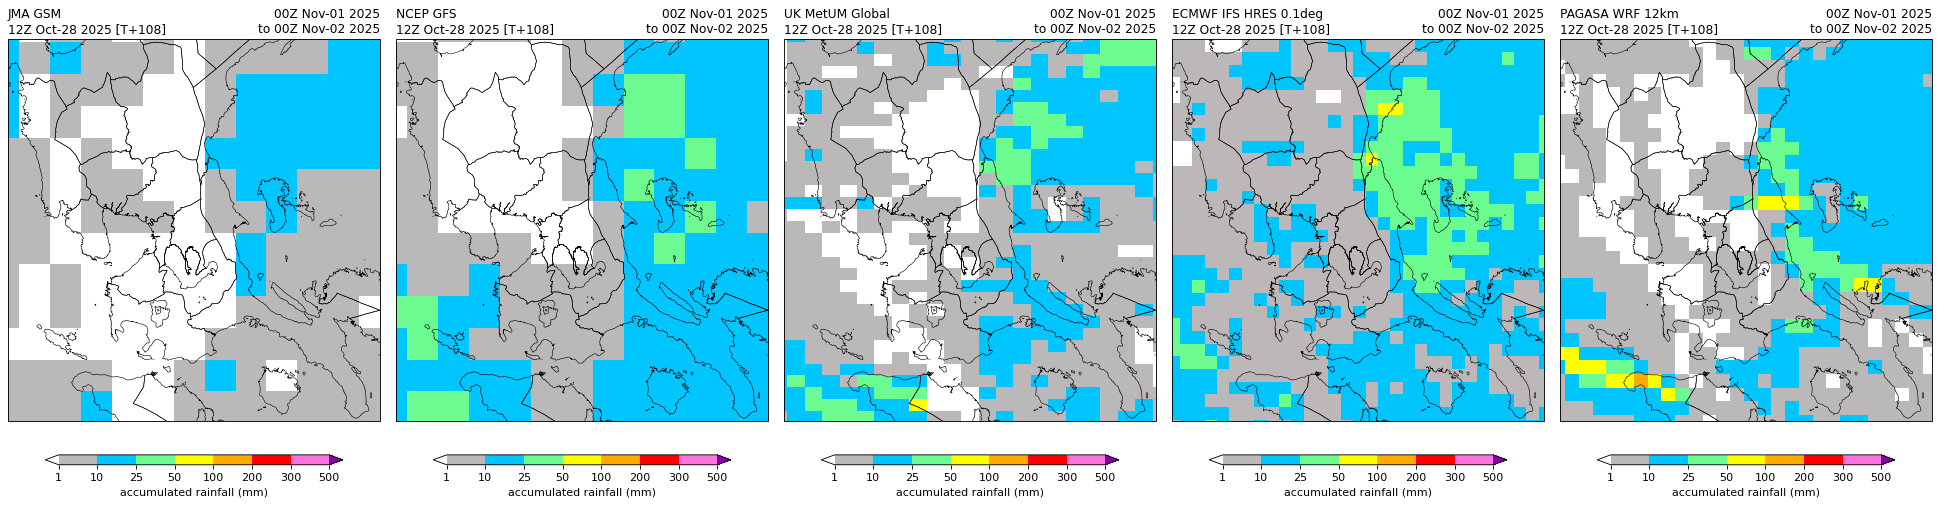 JMA GSM
00Z Nov-01 2025
12Z Oct-28 2025 [T+108]
to 00Z Nov-02 2025
NCEP GFS
00Z Nov-01 2025
12Z Oct-28 2025 [T+108]
to 00Z Nov-02 2025
UK MetUM Global
00Z Nov-01 2025
12Z Oct-28 2025 [T+108]
to 00Z Nov-02 2025
ECMWF IFS HRES 0.1deg
00Z Nov-01 2025
12Z Oct-28 2025 [T+108]
to 00Z Nov-02 2025
PAGASA WRF 12km
00Z Nov-01 2025
12Z Oct-28 2025 [T+108]
to 00Z Nov-02 2025
1 10 25 50 100 200 300 500
accumulated rainfall (mm)
1 10 25 50 100 200 300 500
accumulated rainfall (mm)
1 10 25 50 100 200 300 500
accumulated rainfall (mm)
1 10 25 50 100 200 300 500
accumulated rainfall (mm)
1 10 25 50 100 200 300 500
accumulated rainfall (mm)